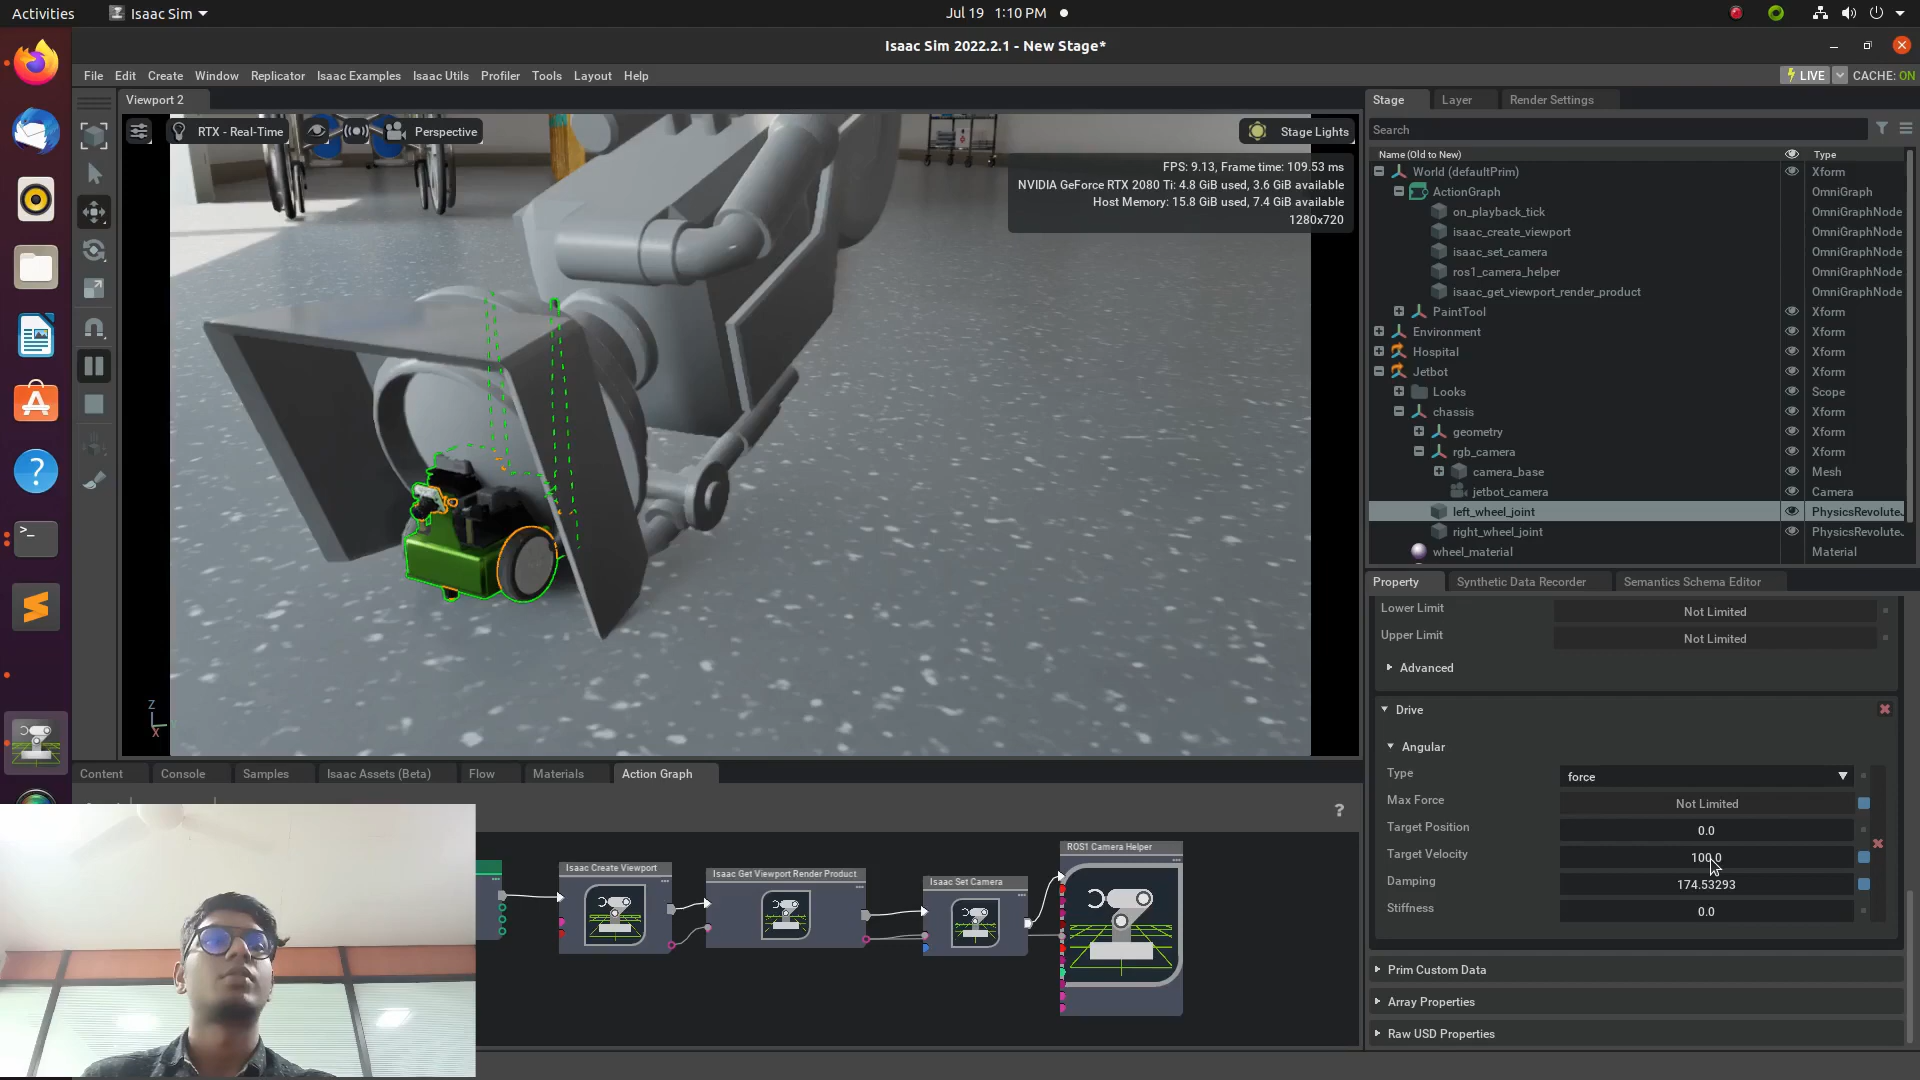 Activities
Isaac Sim
Jul 19 1:10 PM
Isaac Sim 2022.2.1 - New Stage*
File Edit Create Window Replicator Isaac Examples Isaac Utils Profiler Tools Layout Help
LIVE
CACHE: ON
Viewport 2
RTX - Real-Time
Perspective
Stage Lights
FPS: 9.13, Frame time: 109.53 ms
NVIDIA GeForce RTX 2080 Ti: 4.8 GiB used, 3.6 GiB available
Host Memory: 15.8 GiB used, 7.4 GiB available
1280x720
Z
X
Stage Layer Render Settings
Search
Name (Old to New) Type
World (defaultPrim) Xform
ActionGraph OmniGraph
on_playback_tick OmniGraphNode
isaac_create_viewport OmniGraphNode
isaac_set_camera OmniGraphNode
ros1_camera_helper OmniGraphNode
isaac_get_viewport_render_product OmniGraphNode
PaintTool Xform
Environment Xform
Hospital Xform
Jetbot Xform
Looks Scope
chassis Xform
geometry Xform
rgb_camera Xform
camera_base Mesh
jetbot_camera Camera
left_wheel_joint PhysicsRevoluteJ
right_wheel_joint PhysicsRevoluteJ
wheel_material Material
Property Synthetic Data Recorder Semantics Schema Editor
Lower Limit Not Limited
Upper Limit Not Limited
Advanced
Drive
Angular
Type force
Max Force Not Limited
Target Position 0.0
Target Velocity 100.0
Damping 174.53293
Stiffness 0.0
Prim Custom Data
Array Properties
Raw USD Properties
Content Console Samples Isaac Assets (Beta) Flow Materials Action Graph
?
Isaac Create Viewport
Isaac Get Viewport Render Product
Isaac Set Camera
ROS1 Camera Helper